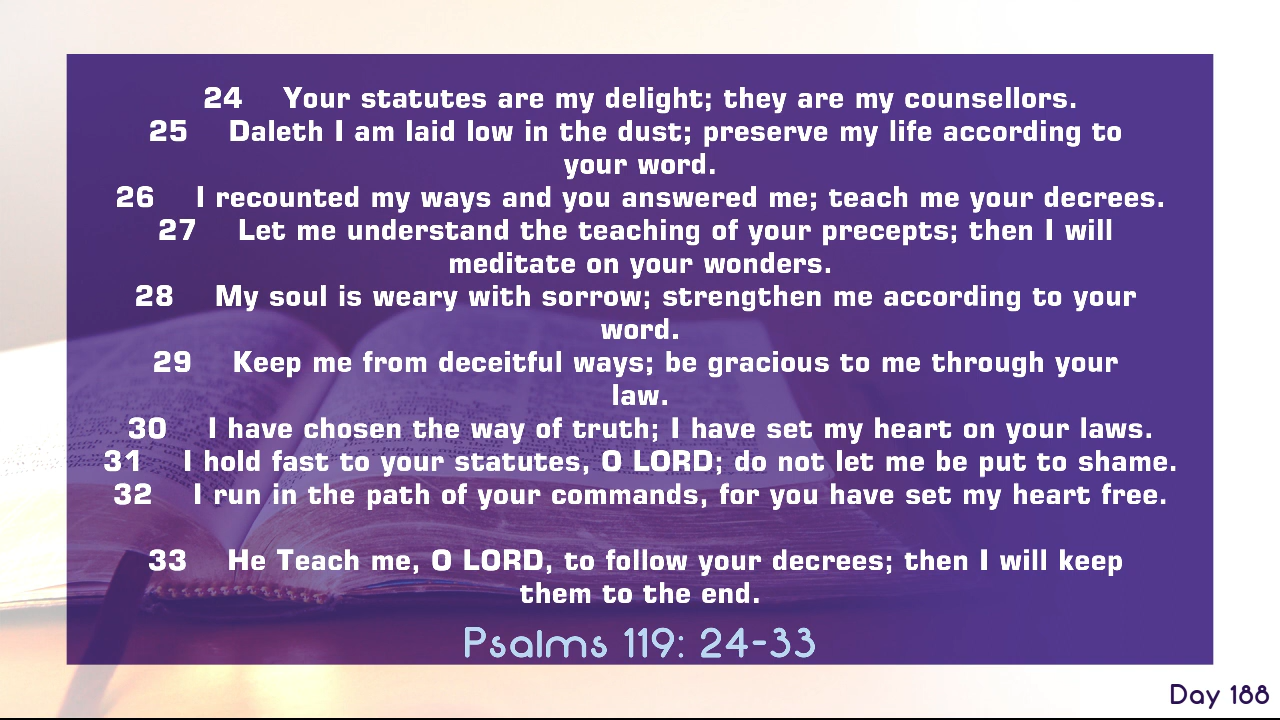 24 Your statutes are my delight; they are my counsellors.
25 Daleth I am laid low in the dust; preserve my life according to
your word.
26 I recounted my ways and you answered me; teach me your decrees.
27 Let me understand the teaching of your precepts; then I will
meditate on your wonders.
28 My soul is weary with sorrow; strengthen me according to your
word.
29 Keep me from deceitful ways; be gracious to me through your
law.
30 I have chosen the way of truth; I have set my heart on your laws.
31 I hold fast to your statutes, O LORD; do not let me be put to shame.
32 I run in the path of your commands, for you have set my heart free.
33 He Teach me, O LORD, to follow your decrees; then I will keep
them to the end.
Psalms 119: 24-33
Day 188